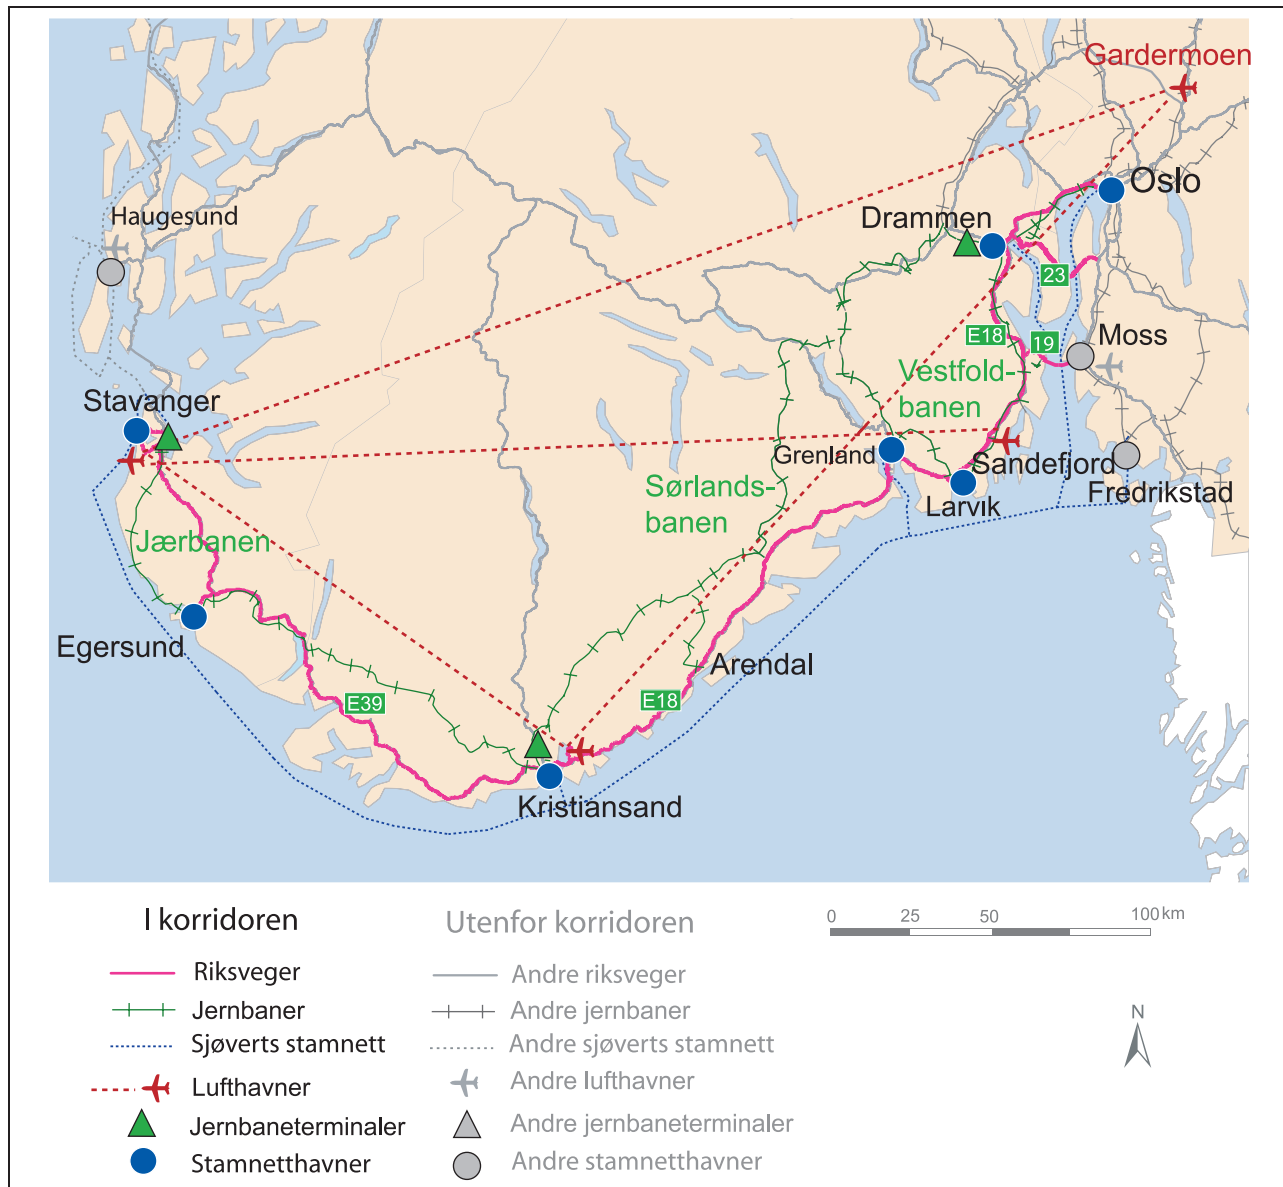 Gardermoen
Oslo
Haugesund
Drammen
23
E18
19
Moss
Vestfold-
banen
Stavanger
Grenland
Sandefjord
Larvik
Fredrikstad
Sørlands-
banen
Jærbanen
Egersund
Arendal
E39
E18
Kristiansand
I korridoren
Riksveger
Jernbaner
Sjøverts stamnett
Lufthavner
Jernbaneterminaler
Stamnetthavner
Utenfor korridoren
Andre riksveger
Andre jernbaner
Andre sjøverts stamnett
Andre lufthavner
Andre jernbaneterminaler
Andre stamnetthavner
0 25 50 100 km
N